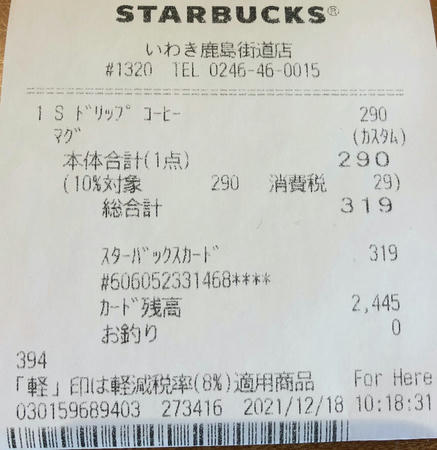 STARBUCKS®
いわき鹿島街道店
#1320 TEL 0246-46-0015
1 S ﾄﾞﾘｯﾌﾟ ｺｰﾋｰ 290
ﾏｸﾞ (ｶｽﾀﾑ)
本体合計(1点) 290
(10%対象 290 消費税 29)
総合計 319
ｽﾀｰﾊﾞｯｸｽｶｰﾄﾞ 319
#606052331468****
ｶｰﾄﾞ残高 2,445
お釣り 0
394
「軽」印は軽減税率(8%)適用商品 For Here
030159689403 273416 2021/12/18 10:18:31